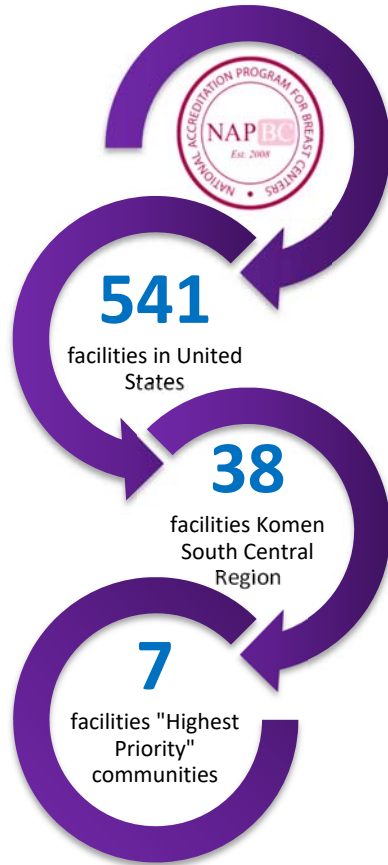 NATIONAL ACCREDITATION PROGRAM FOR BREAST CENTERS
NAPBC
Est. 2008
541
facilities in United
States
38
facilities Komen
South Central
Region
7
facilities "Highest
Priority"
communities